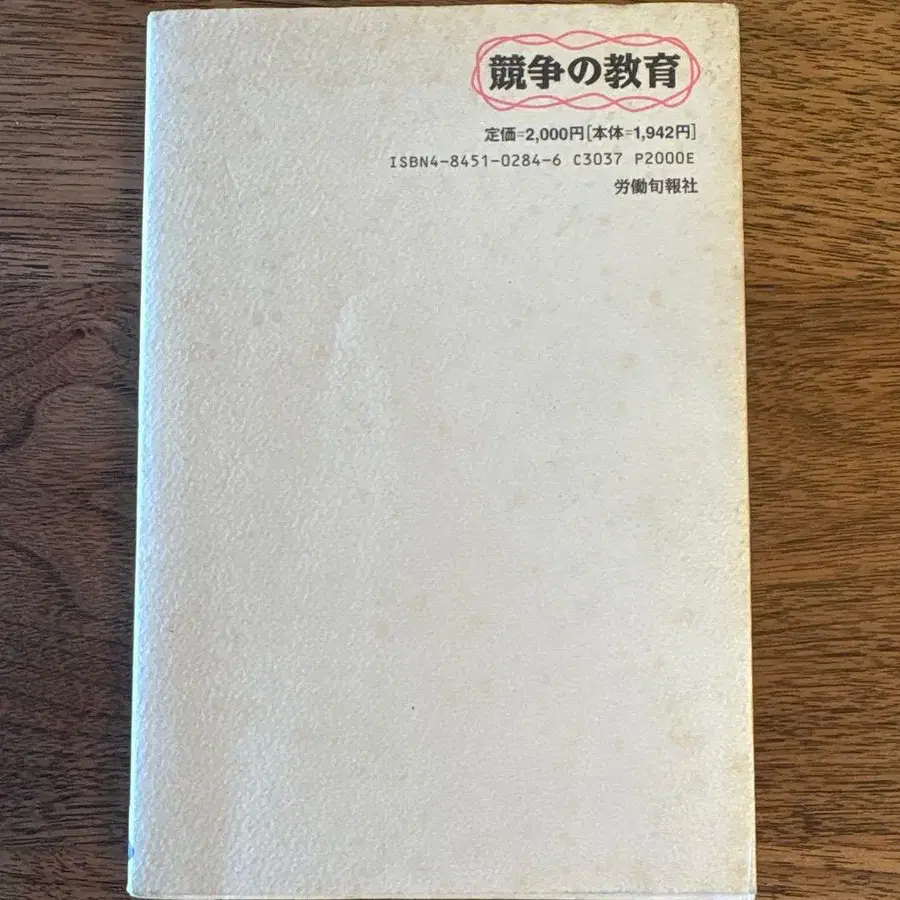 競争の教育
定価=2,000円[本体=1,942円]
ISBN4-8451-0284-6 C3037 P2000E
労働旬報社